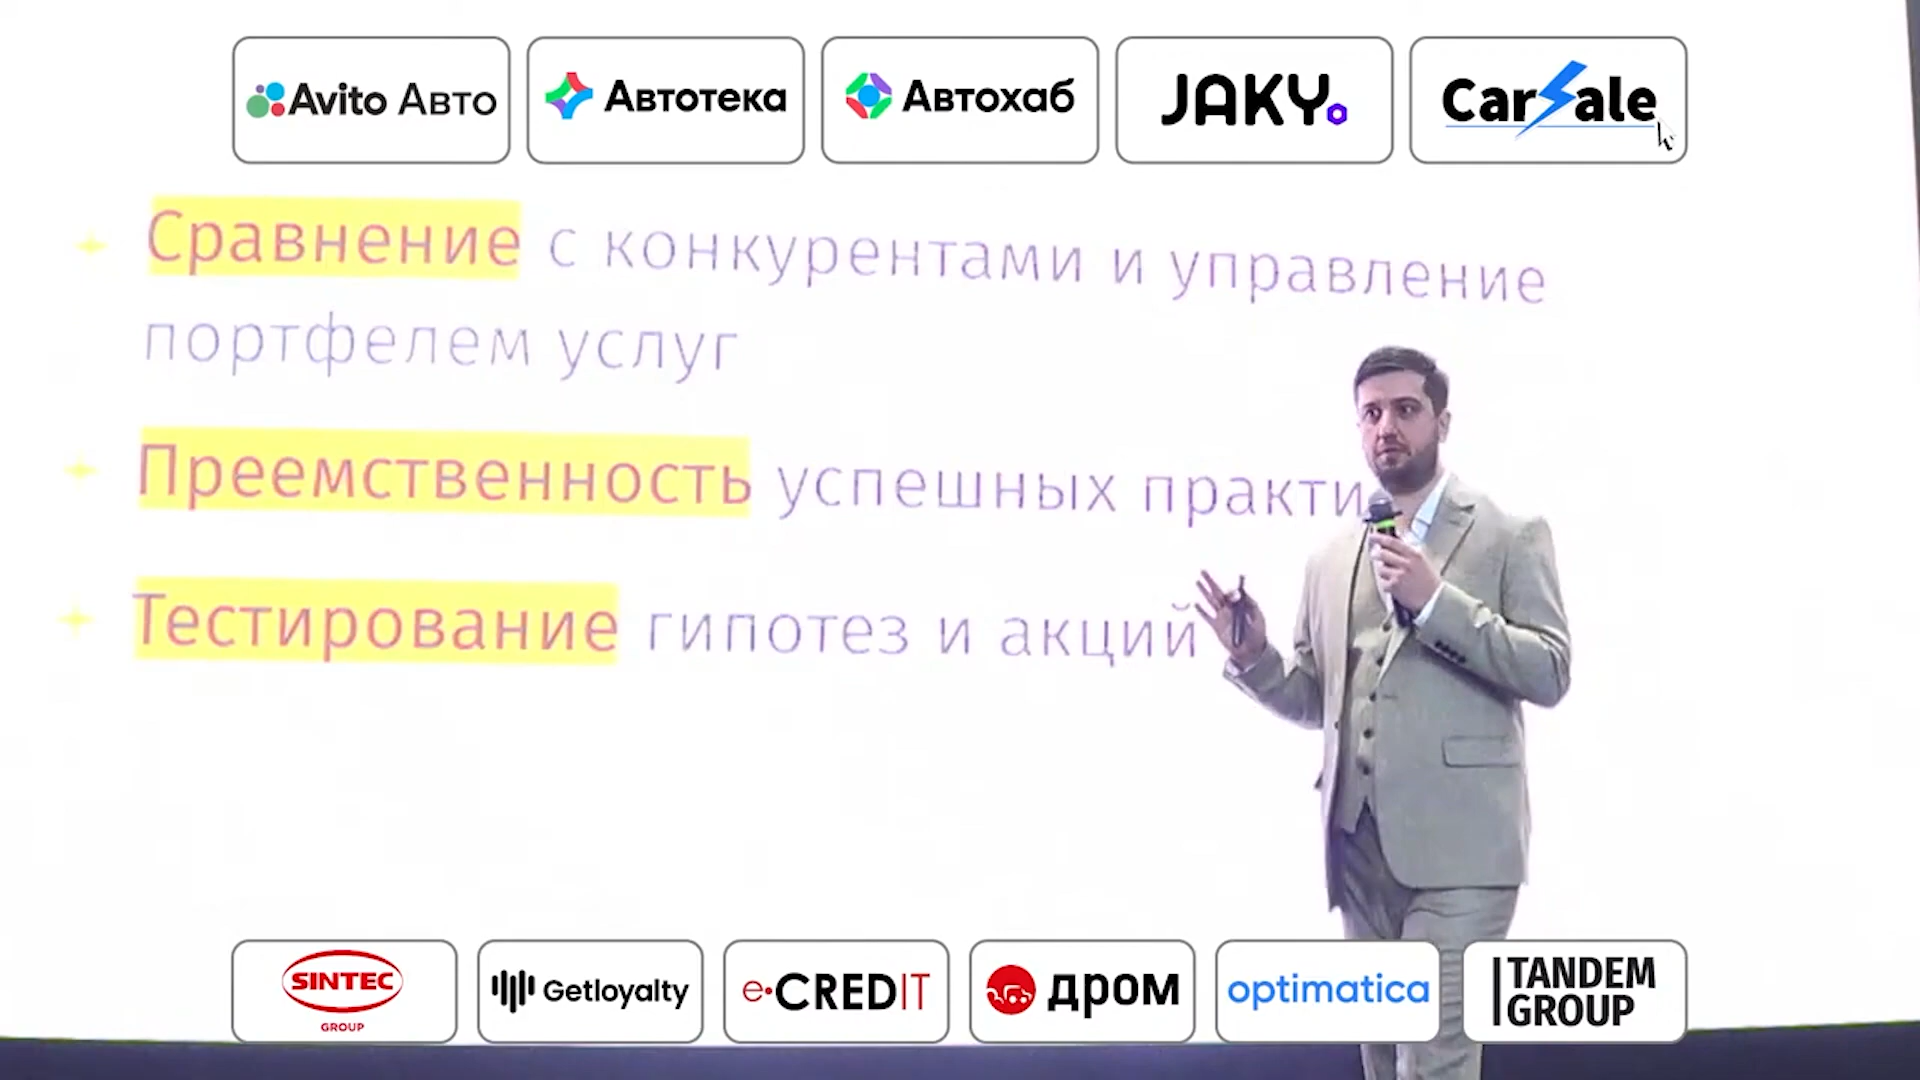 Avito Авто
Автотека
Автохаб
JAKY
CarSale
Сравнение с конкурентами и управление
портфелем услуг
Преемственность успешных практи
Тестирование гипотез и акций
SINTEC
GROUP
Getloyalty
e·CREDIT
дром
optimatica
TANDEM
GROUP